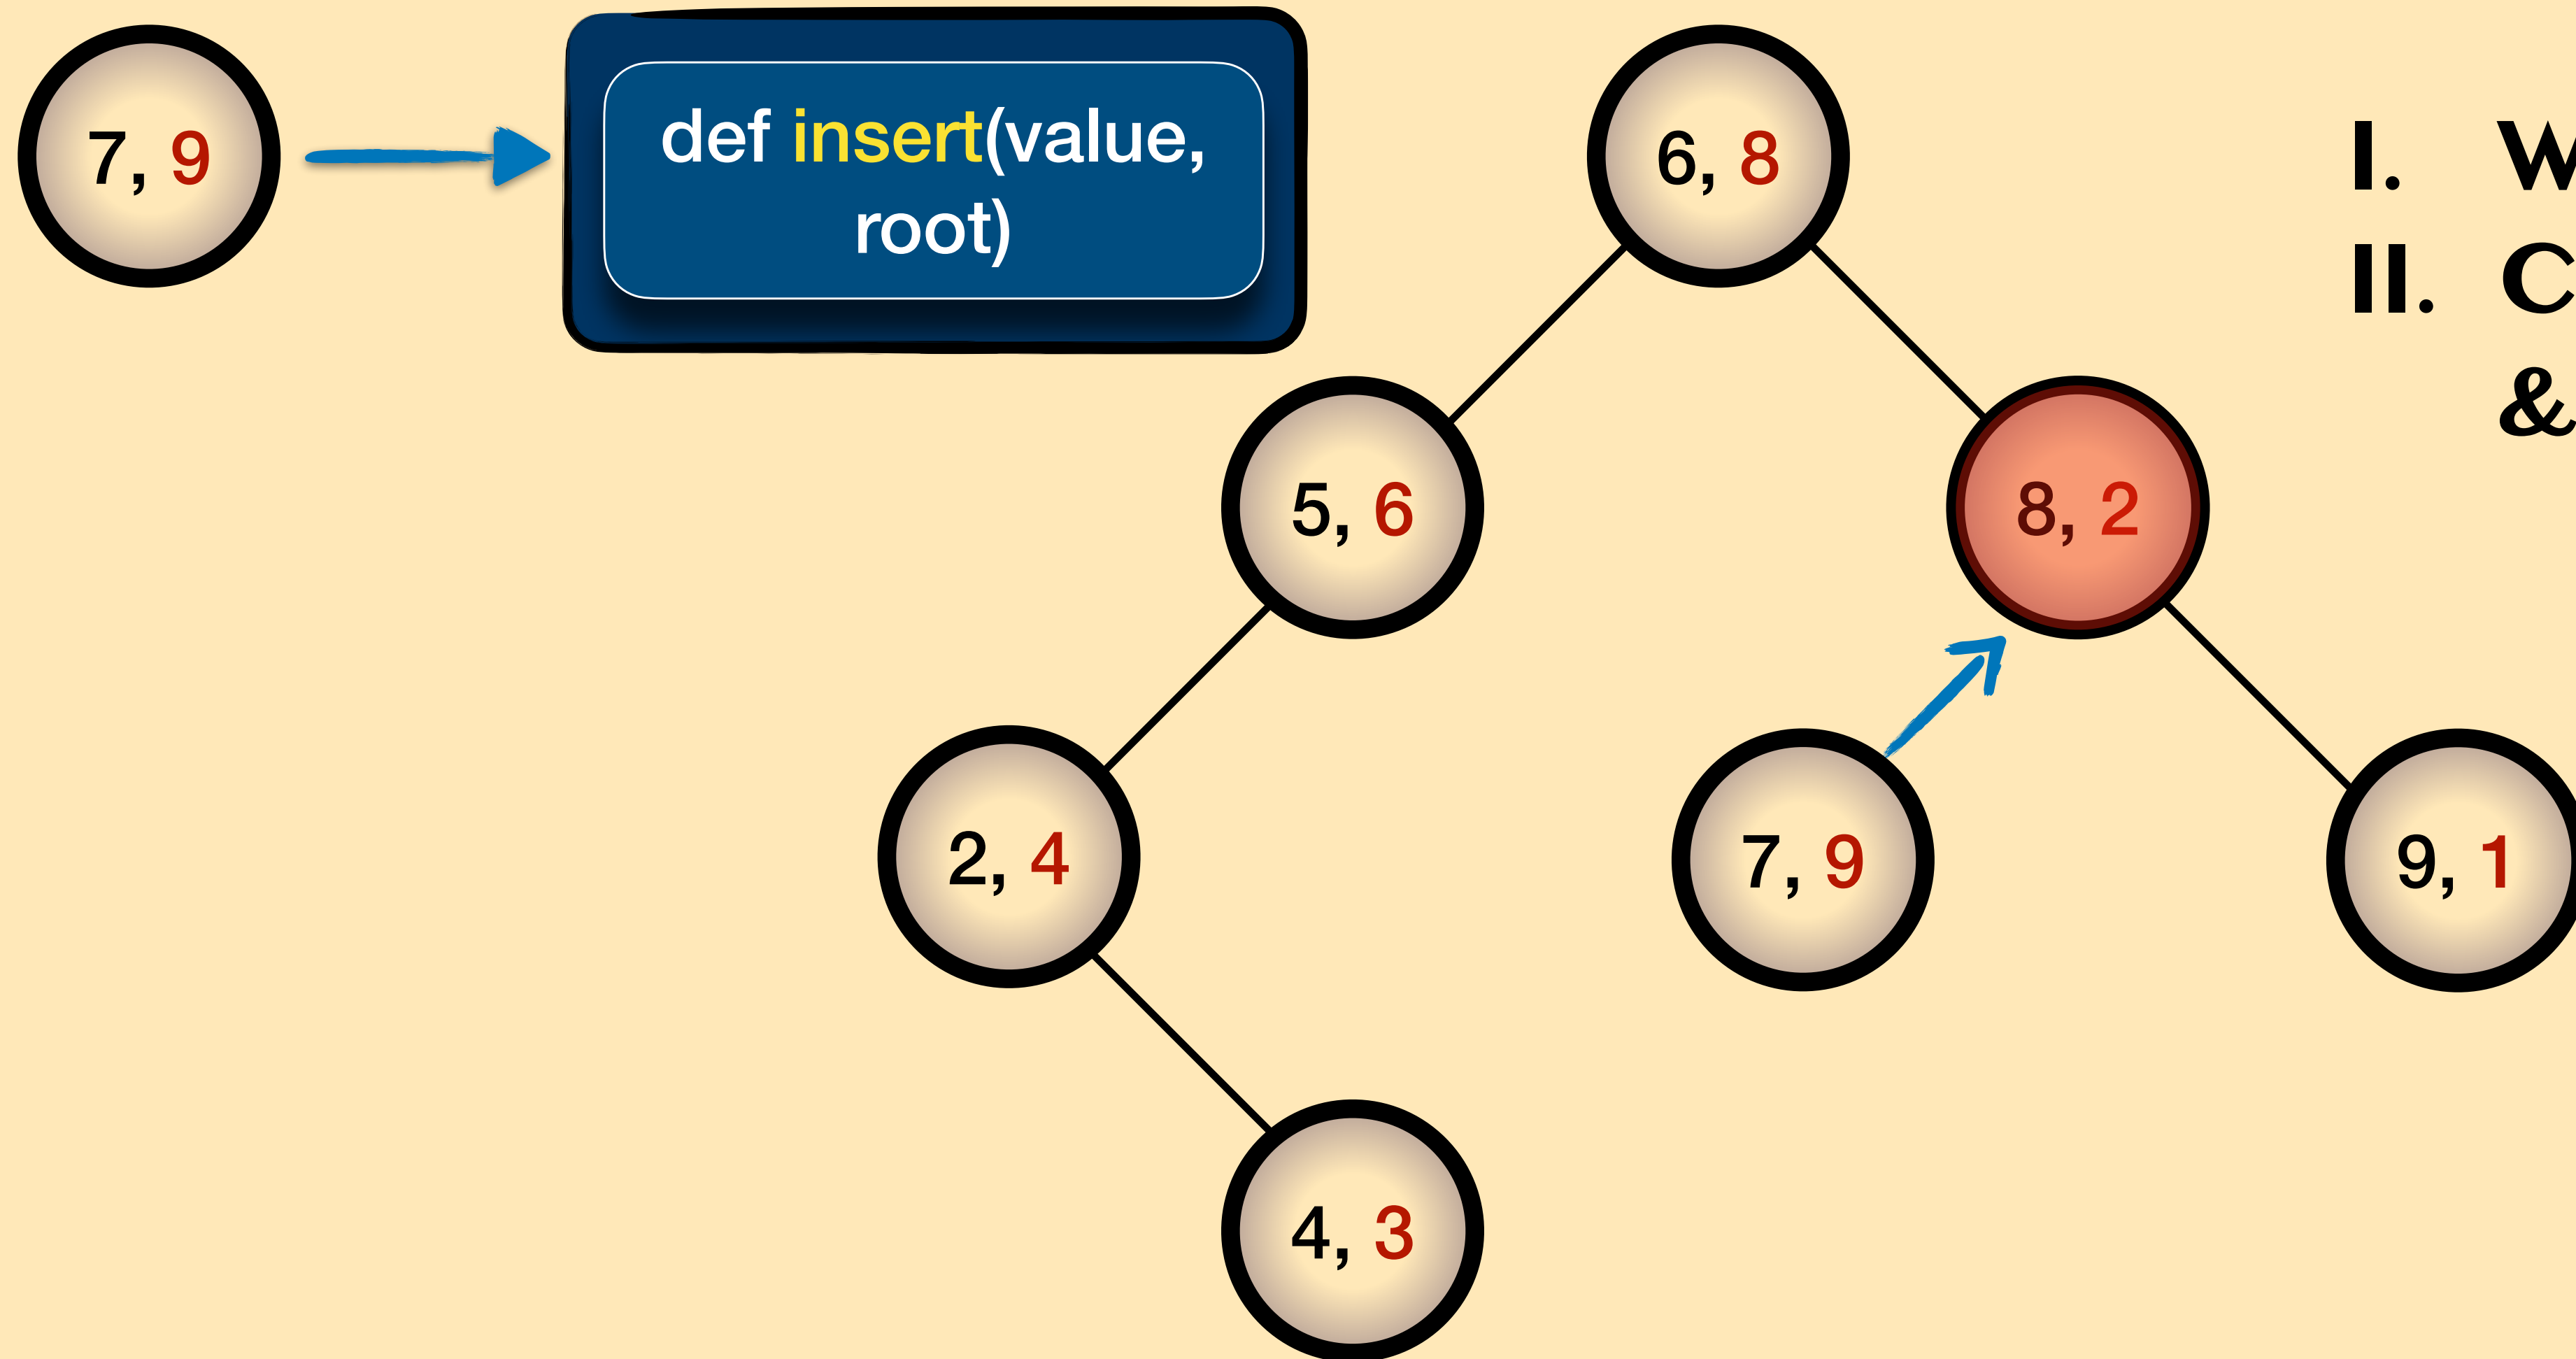 7, 9
def insert(value,
root)
6, 8
I. W
II. C
&
5, 6
8, 2
2, 4
7, 9
9, 1
4, 3